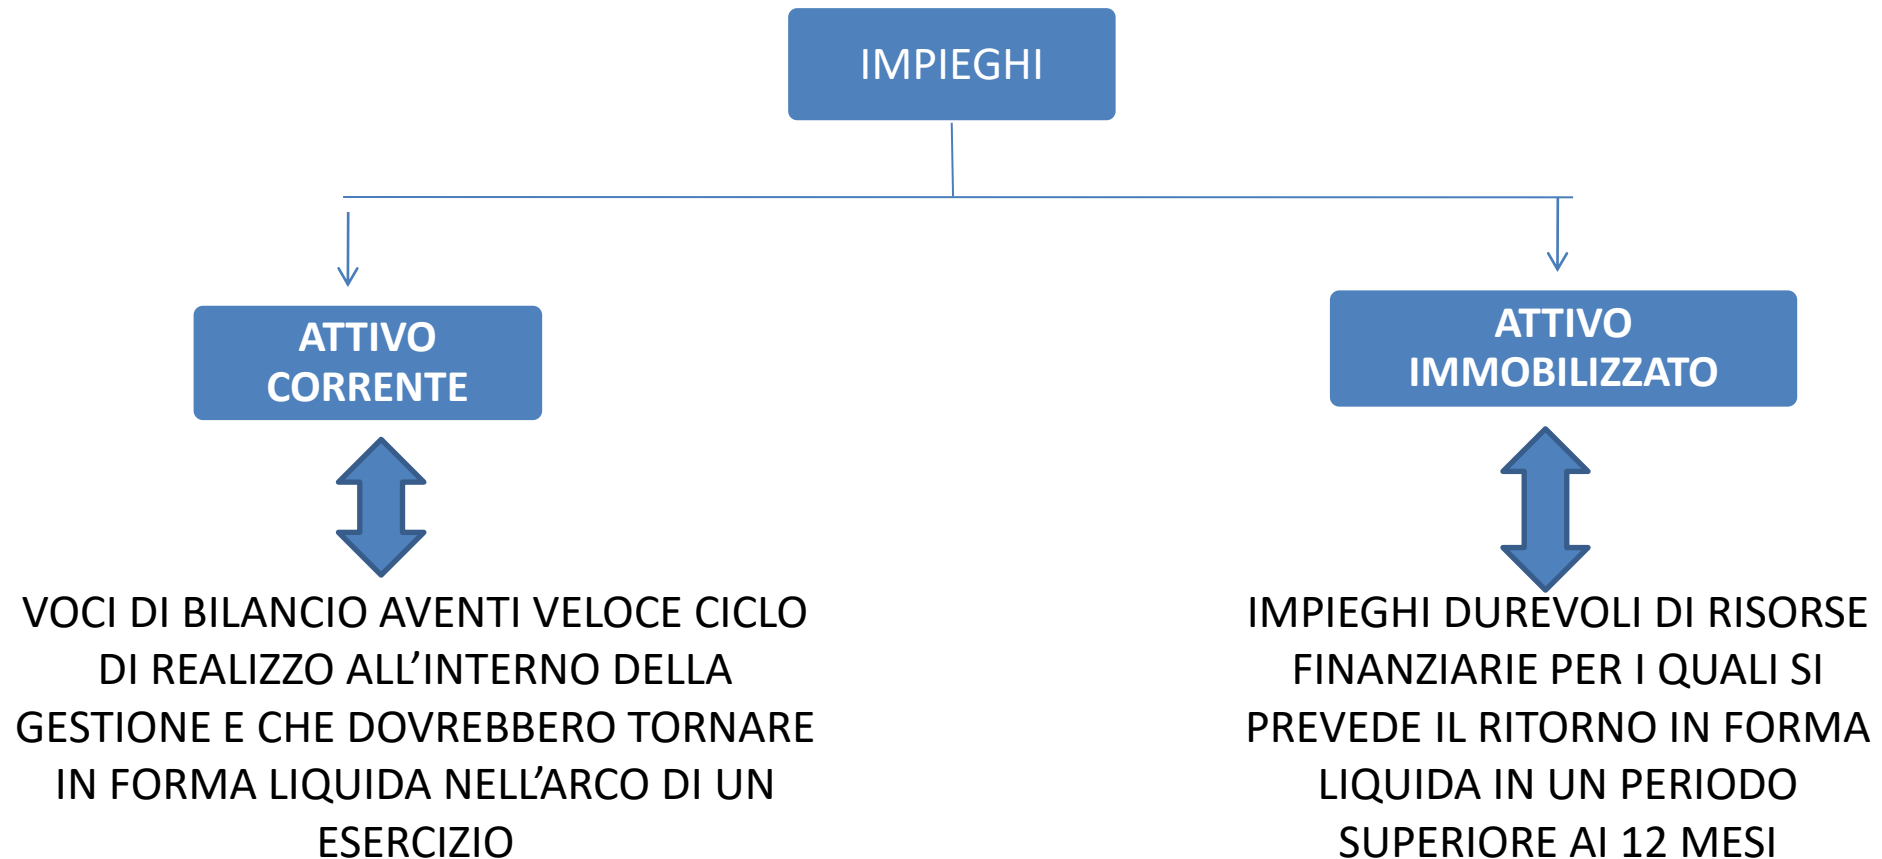 IMPIEGHI
ATTIVO
CORRENTE
ATTIVO
IMMOBILIZZATO
VOCI DI BILANCIO AVENTI VELOCE CICLO
DI REALIZZO ALL’INTERNO DELLA
GESTIONE E CHE DOVREBBERO TORNARE
IN FORMA LIQUIDA NELL’ARCO DI UN
ESERCIZIO
IMPIEGHI DUREVOLI DI RISORSE
FINANZIARIE PER I QUALI SI
PREVEDE IL RITORNO IN FORMA
LIQUIDA IN UN PERIODO
SUPERIORE AI 12 MESI